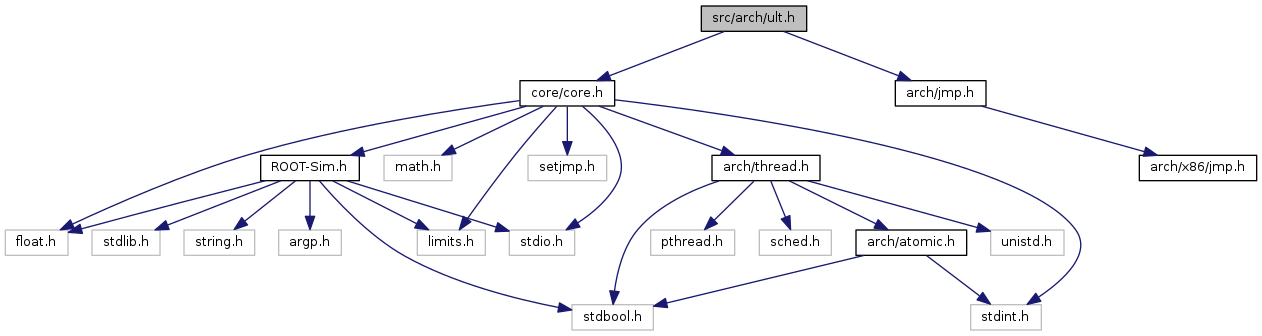 src/arch/ult.h
core/core.h
arch/jmp.h
ROOT-Sim.h
math.h
setjmp.h
arch/thread.h
arch/x86/jmp.h
float.h
stdlib.h
string.h
argp.h
limits.h
stdio.h
pthread.h
sched.h
arch/atomic.h
unistd.h
stdbool.h
stdint.h